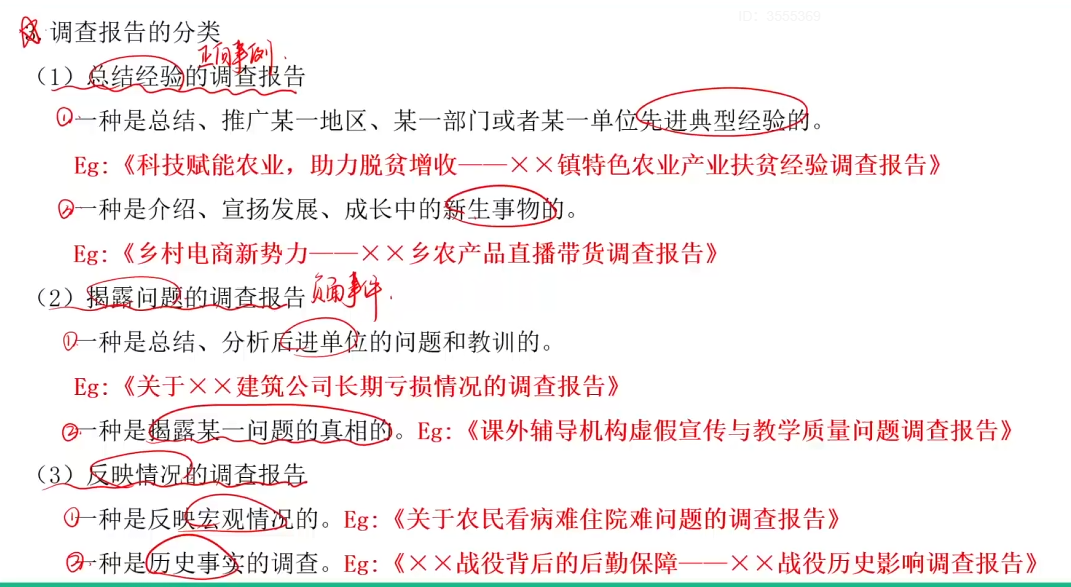 ID: 3555369
3.调查报告的分类
正面事例.
（1）总结经验的调查报告
①一种是总结、推广某一地区、某一部门或者某一单位先进典型经验的。
Eg:《科技赋能农业，助力脱贫增收——××镇特色农业产业扶贫经验调查报告》
②一种是介绍、宣扬发展、成长中的新生事物的。
Eg:《乡村电商新势力——××乡农产品直播带货调查报告》
（2）揭露问题的调查报告 负面事件.
①一种是总结、分析后进单位的问题和教训的。
Eg:《关于××建筑公司长期亏损情况的调查报告》
②一种是揭露某一问题的真相的。Eg:《课外辅导机构虚假宣传与教学质量问题调查报告》
（3）反映情况的调查报告
①一种是反映宏观情况的。Eg:《关于农民看病难住院难问题的调查报告》
②一种是历史事实的调查。Eg:《××战役背后的后勤保障——××战役历史影响调查报告》